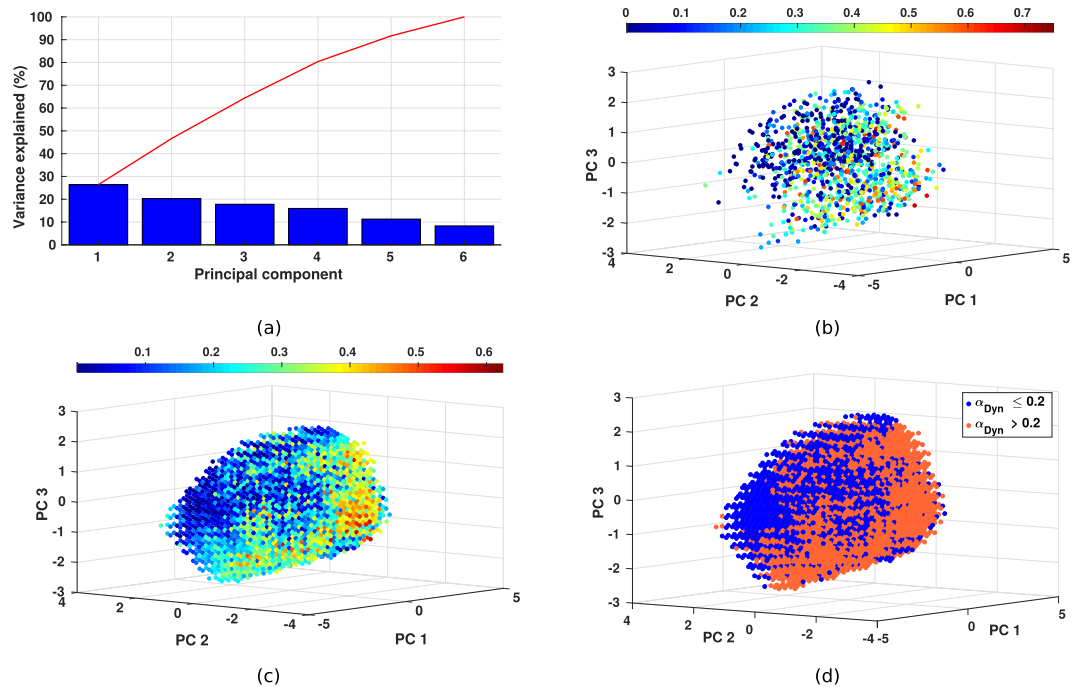 100
90
80
70
60
50
40
30
20
10
0
Variance explained (%)
1 2 3 4 5 6
Principal component
(a)
0 0.1 0.2 0.3 0.4 0.5 0.6 0.7
3
2
1
0
-1
-2
-3
PC 3
4 2 0 -2 -4
PC 2
-5 0 5
PC 1
(b)
0.1 0.2 0.3 0.4 0.5 0.6
3
2
1
0
-1
-2
-3
PC 3
4 2 0 -2 -4
PC 2
-5 0 5
PC 1
(c)
α_Dyn ≤ 0.2
α_Dyn > 0.2
3
2
1
0
-1
-2
-3
PC 3
4 2 0 -2 -4
PC 2
-5 0 5
PC 1
(d)